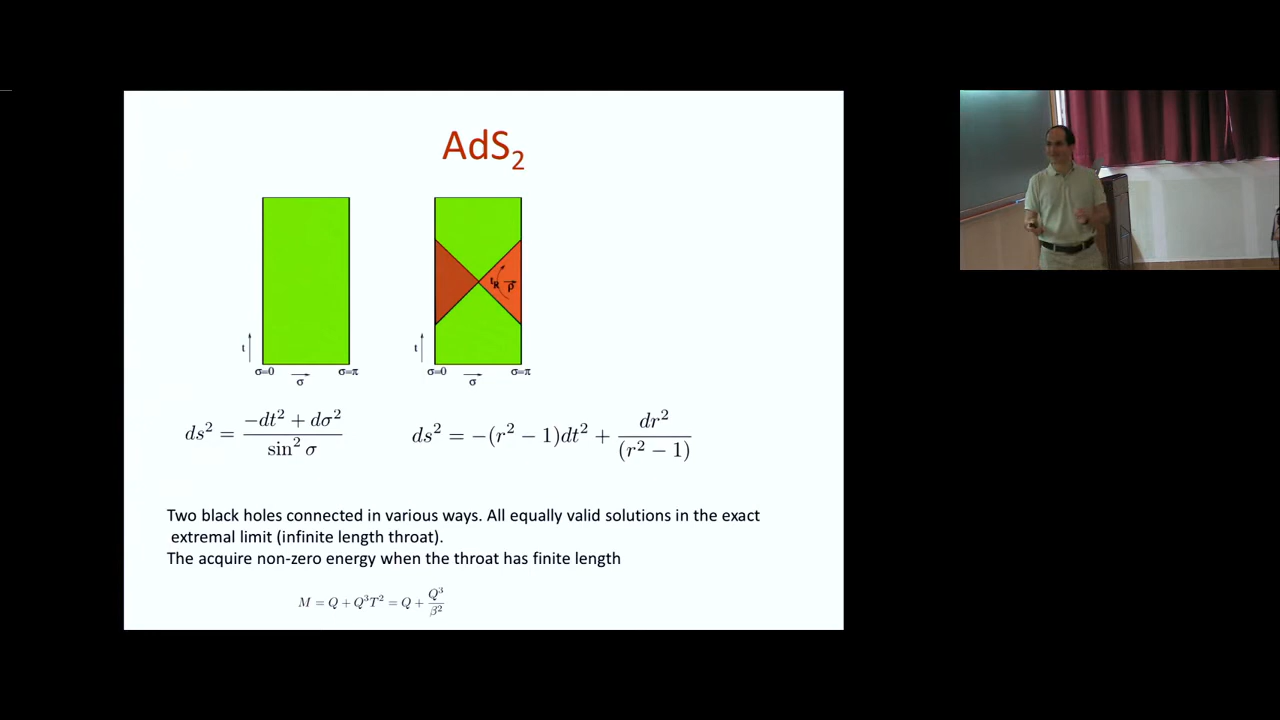 AdS₂
t_R ρ
t
σ=0 σ=π
σ
t
σ=0 σ=π
σ
ds² = (-dt² + dσ²)/(sin² σ)
ds² = -(r² - 1)dt² + dr²/(r² - 1)
Two black holes connected in various ways. All equally valid solutions in the exact
extremal limit (infinite length throat).
The acquire non-zero energy when the throat has finite length
M = Q + Q³T² = Q + Q³/β²